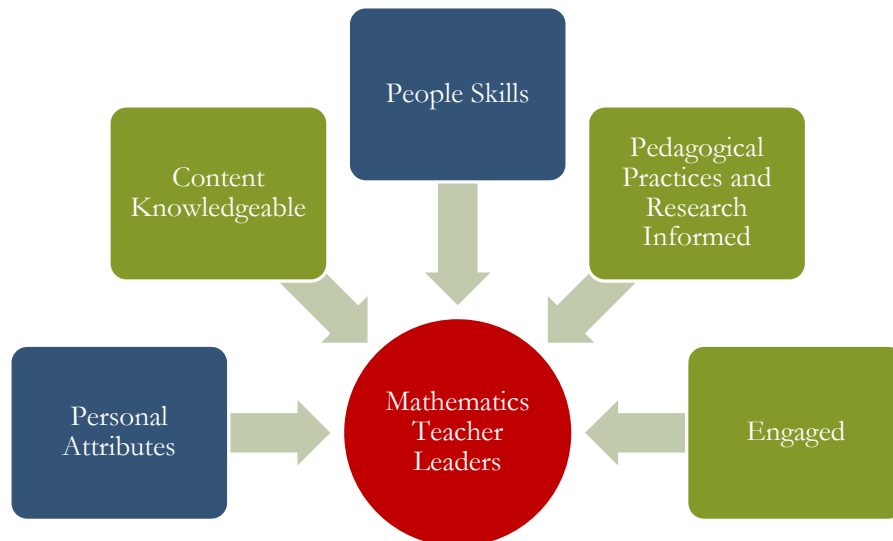 People Skills
Content
Knowledgeable
Pedagogical
Practices and
Research
Informed
Personal
Attributes
Mathematics
Teacher
Leaders
Engaged